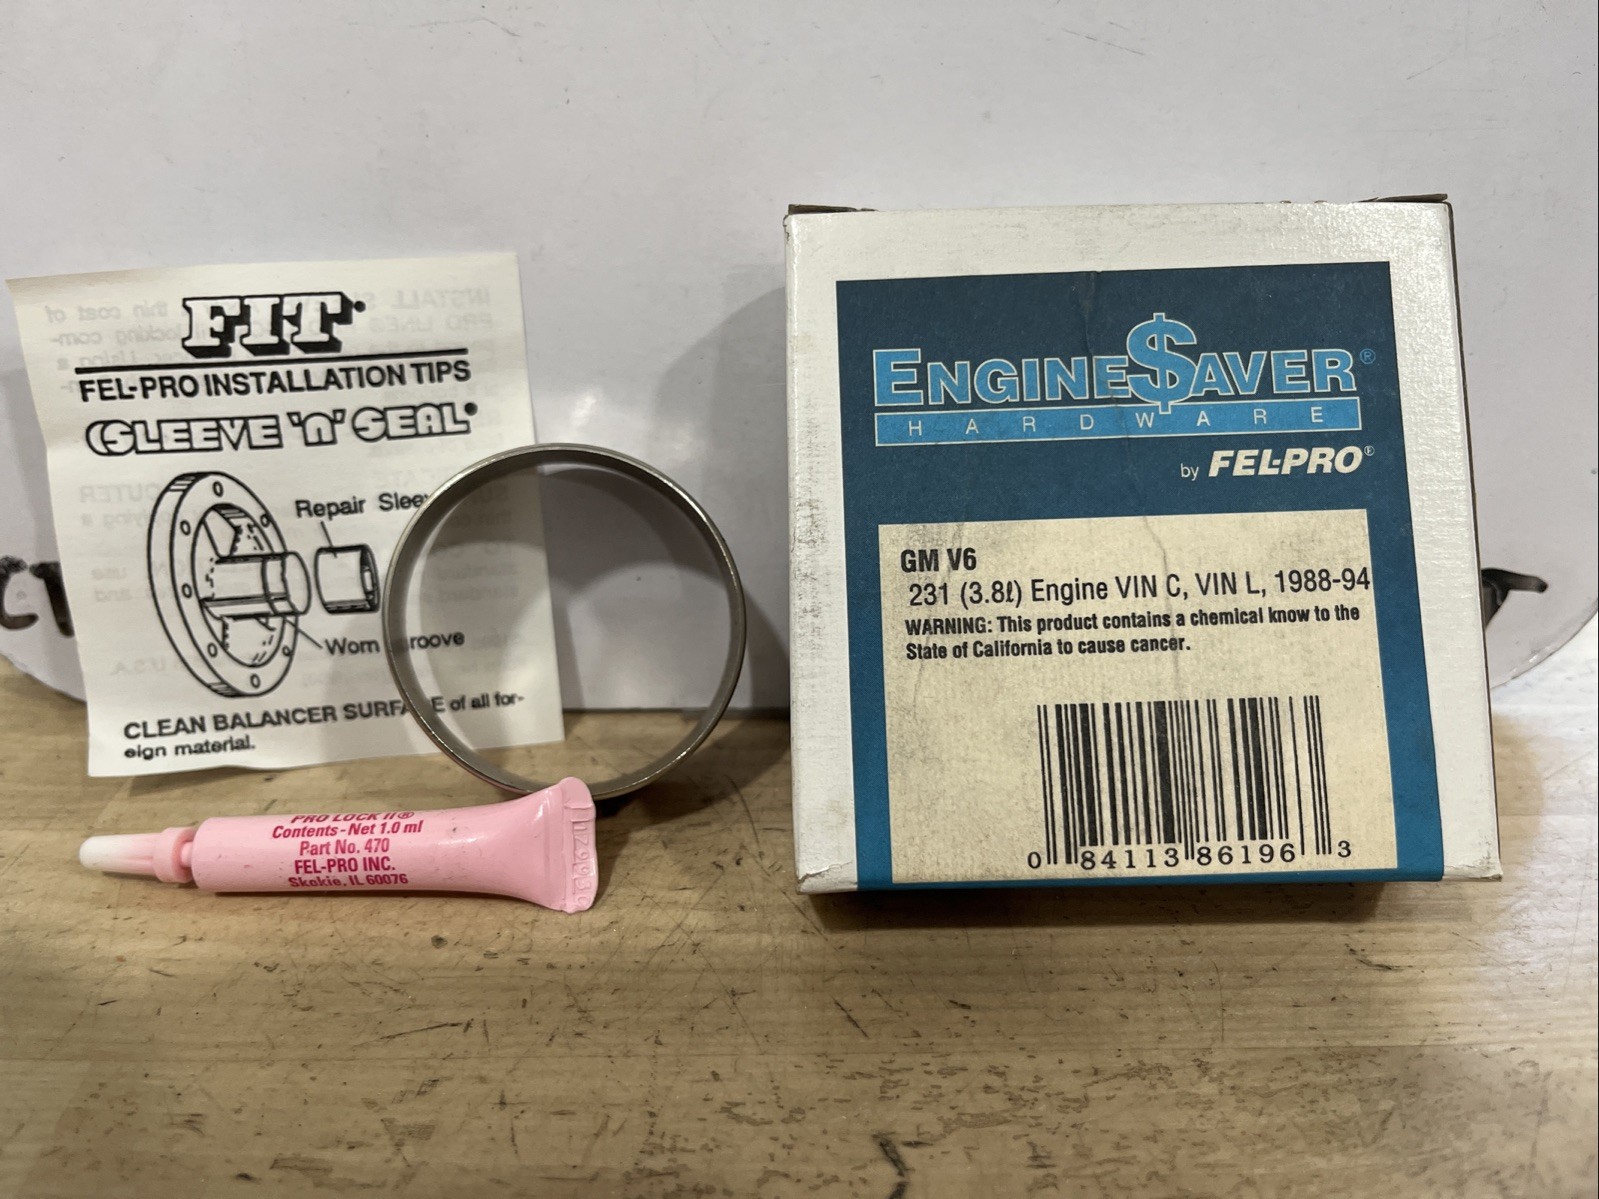 FIT
FEL-PRO INSTALLATION TIPS
SLEEVE 'n' SEAL®
Repair Slee
Worn roove
CLEAN BALANCER SURFA E of all for-
eign material.
PRO LOCK II®
Contents-Net 1.0 ml
Part No. 470
FEL-PRO INC.
Skokie, IL 60076
ENGINE$AVER®
HARDWARE
by FEL-PRO®
GM V6
231 (3.8ℓ) Engine VIN C, VIN L, 1988-94
WARNING: This product contains a chemical know to the
State of California to cause cancer.
0 84113 86196 3